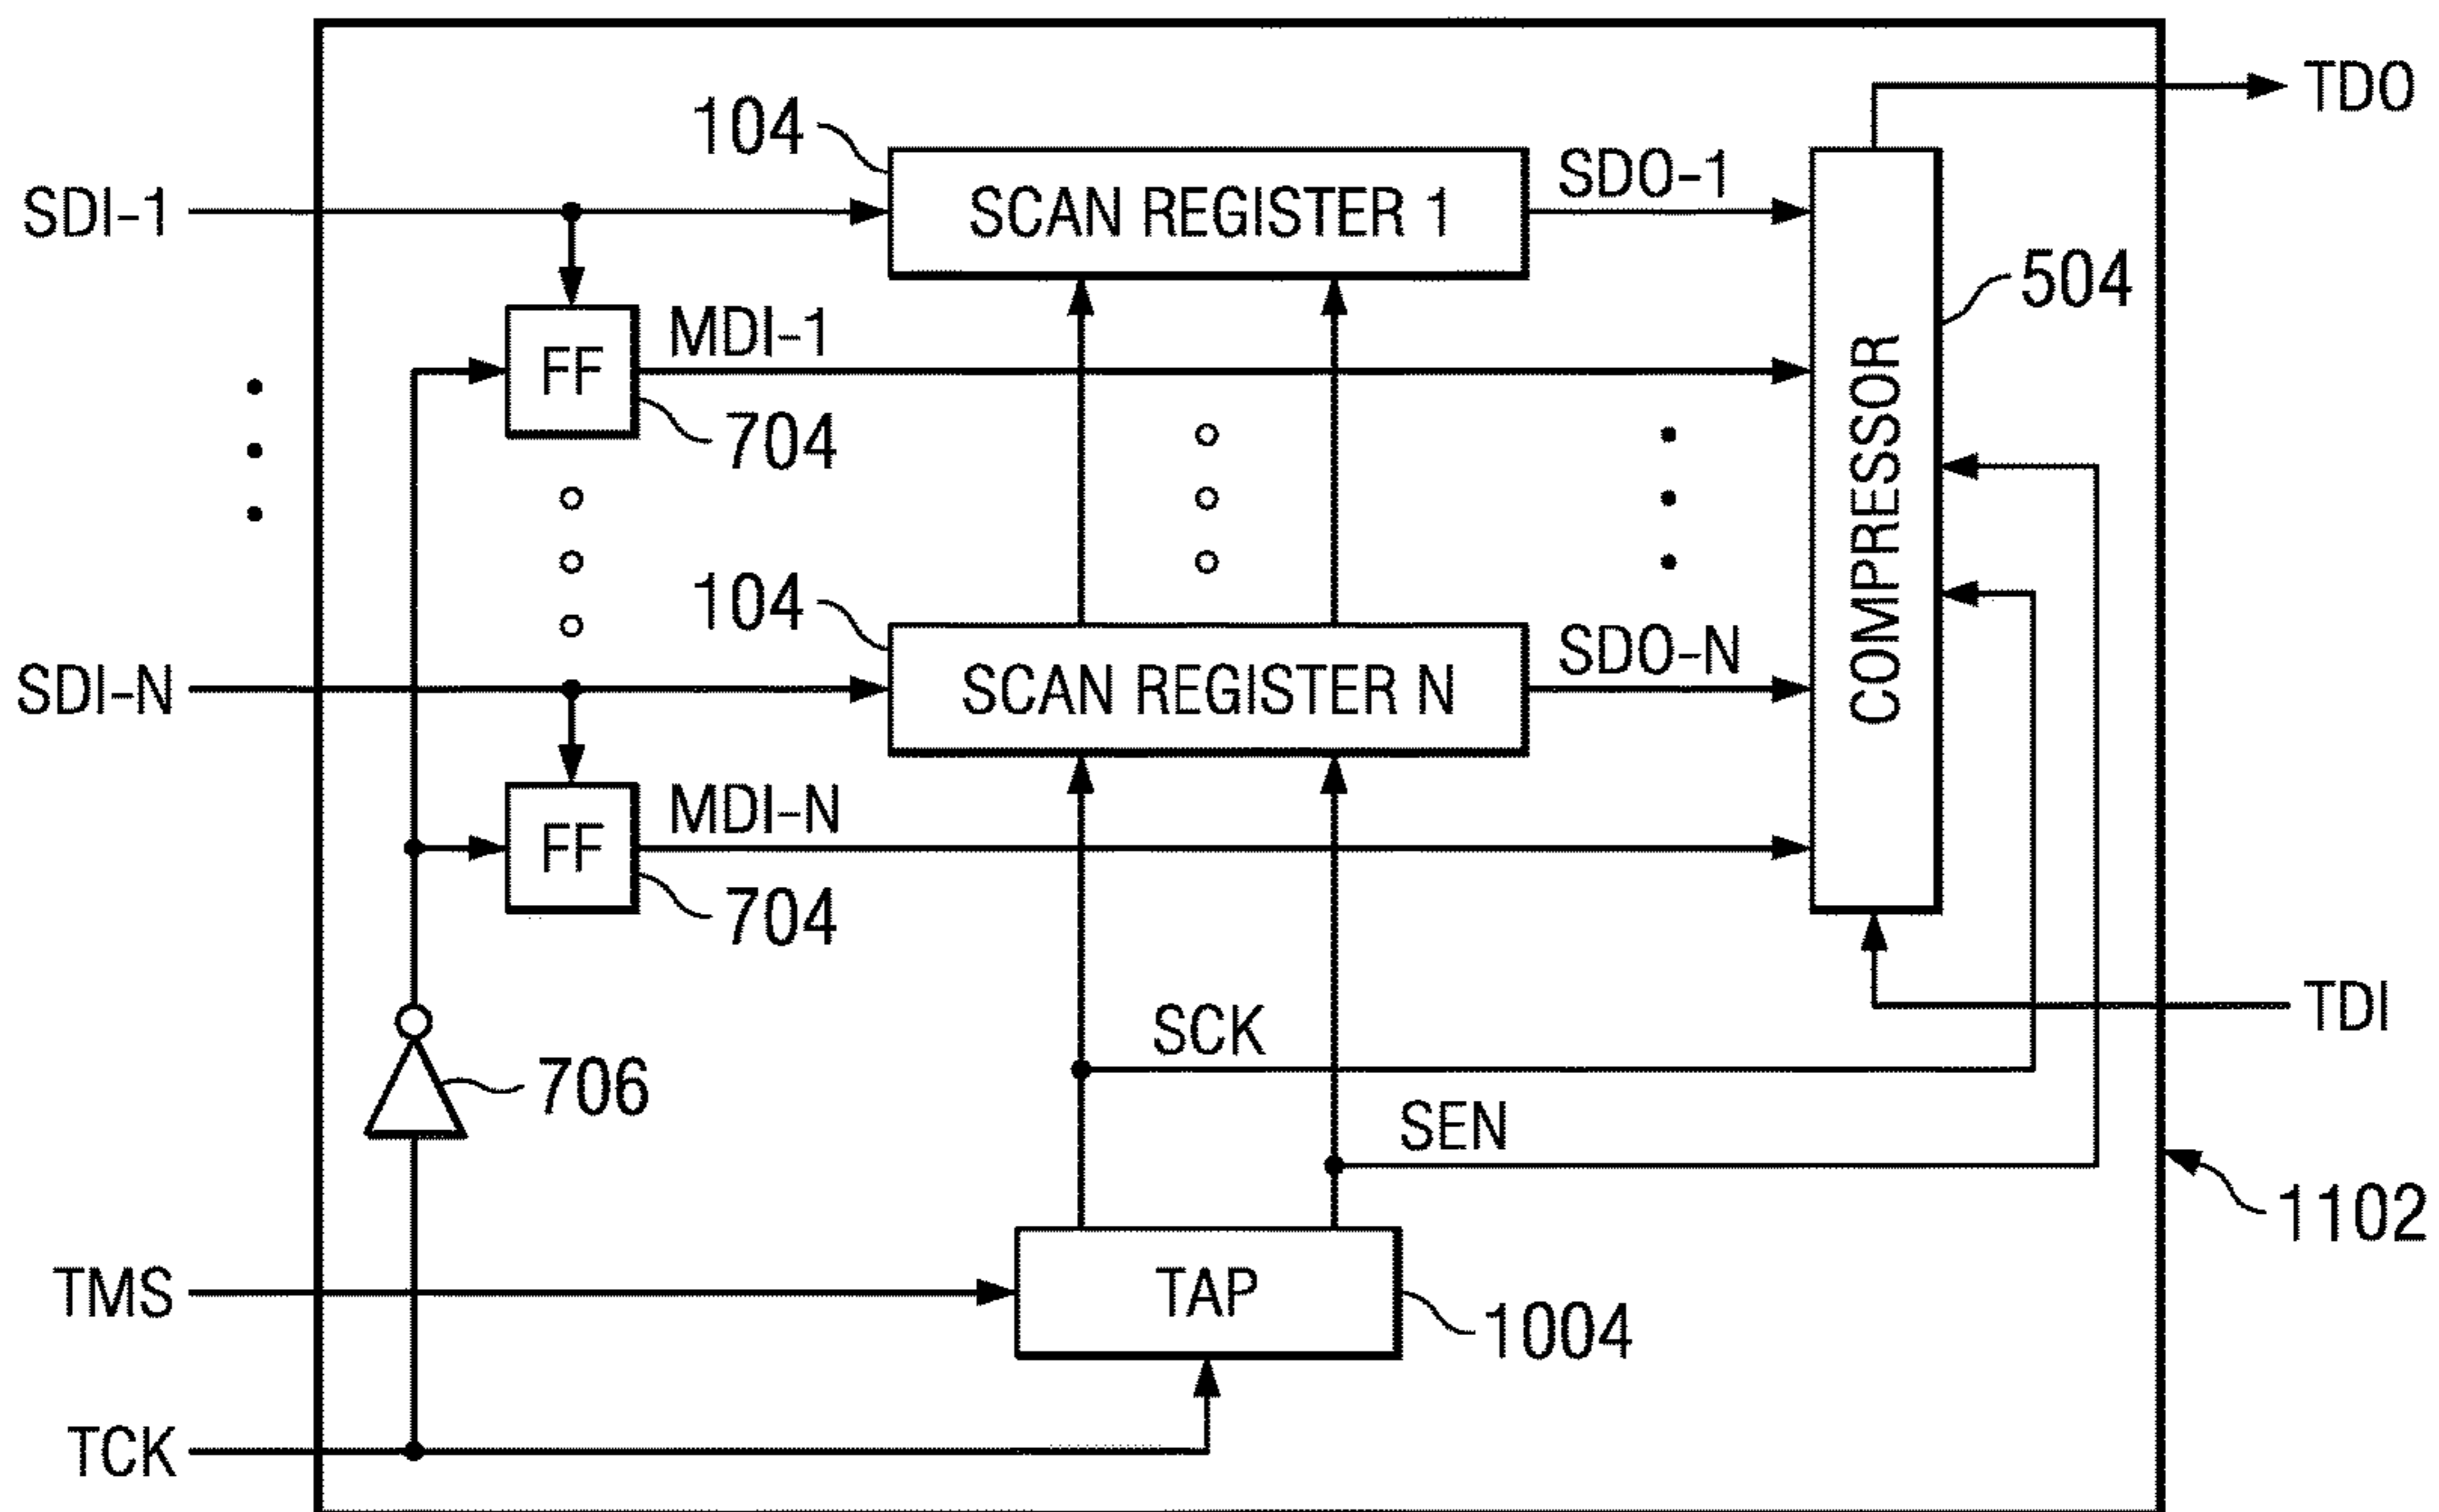 TDO
104
SDO-1
SDI-1
SCAN REGISTER 1
504
MDI-1
FF
704
COMPRESSOR
104
SDO-N
SDI-N
SCAN REGISTER N
MDI-N
FF
704
TDI
SCK
706
SEN
1102
TMS
TAP
1004
TCK